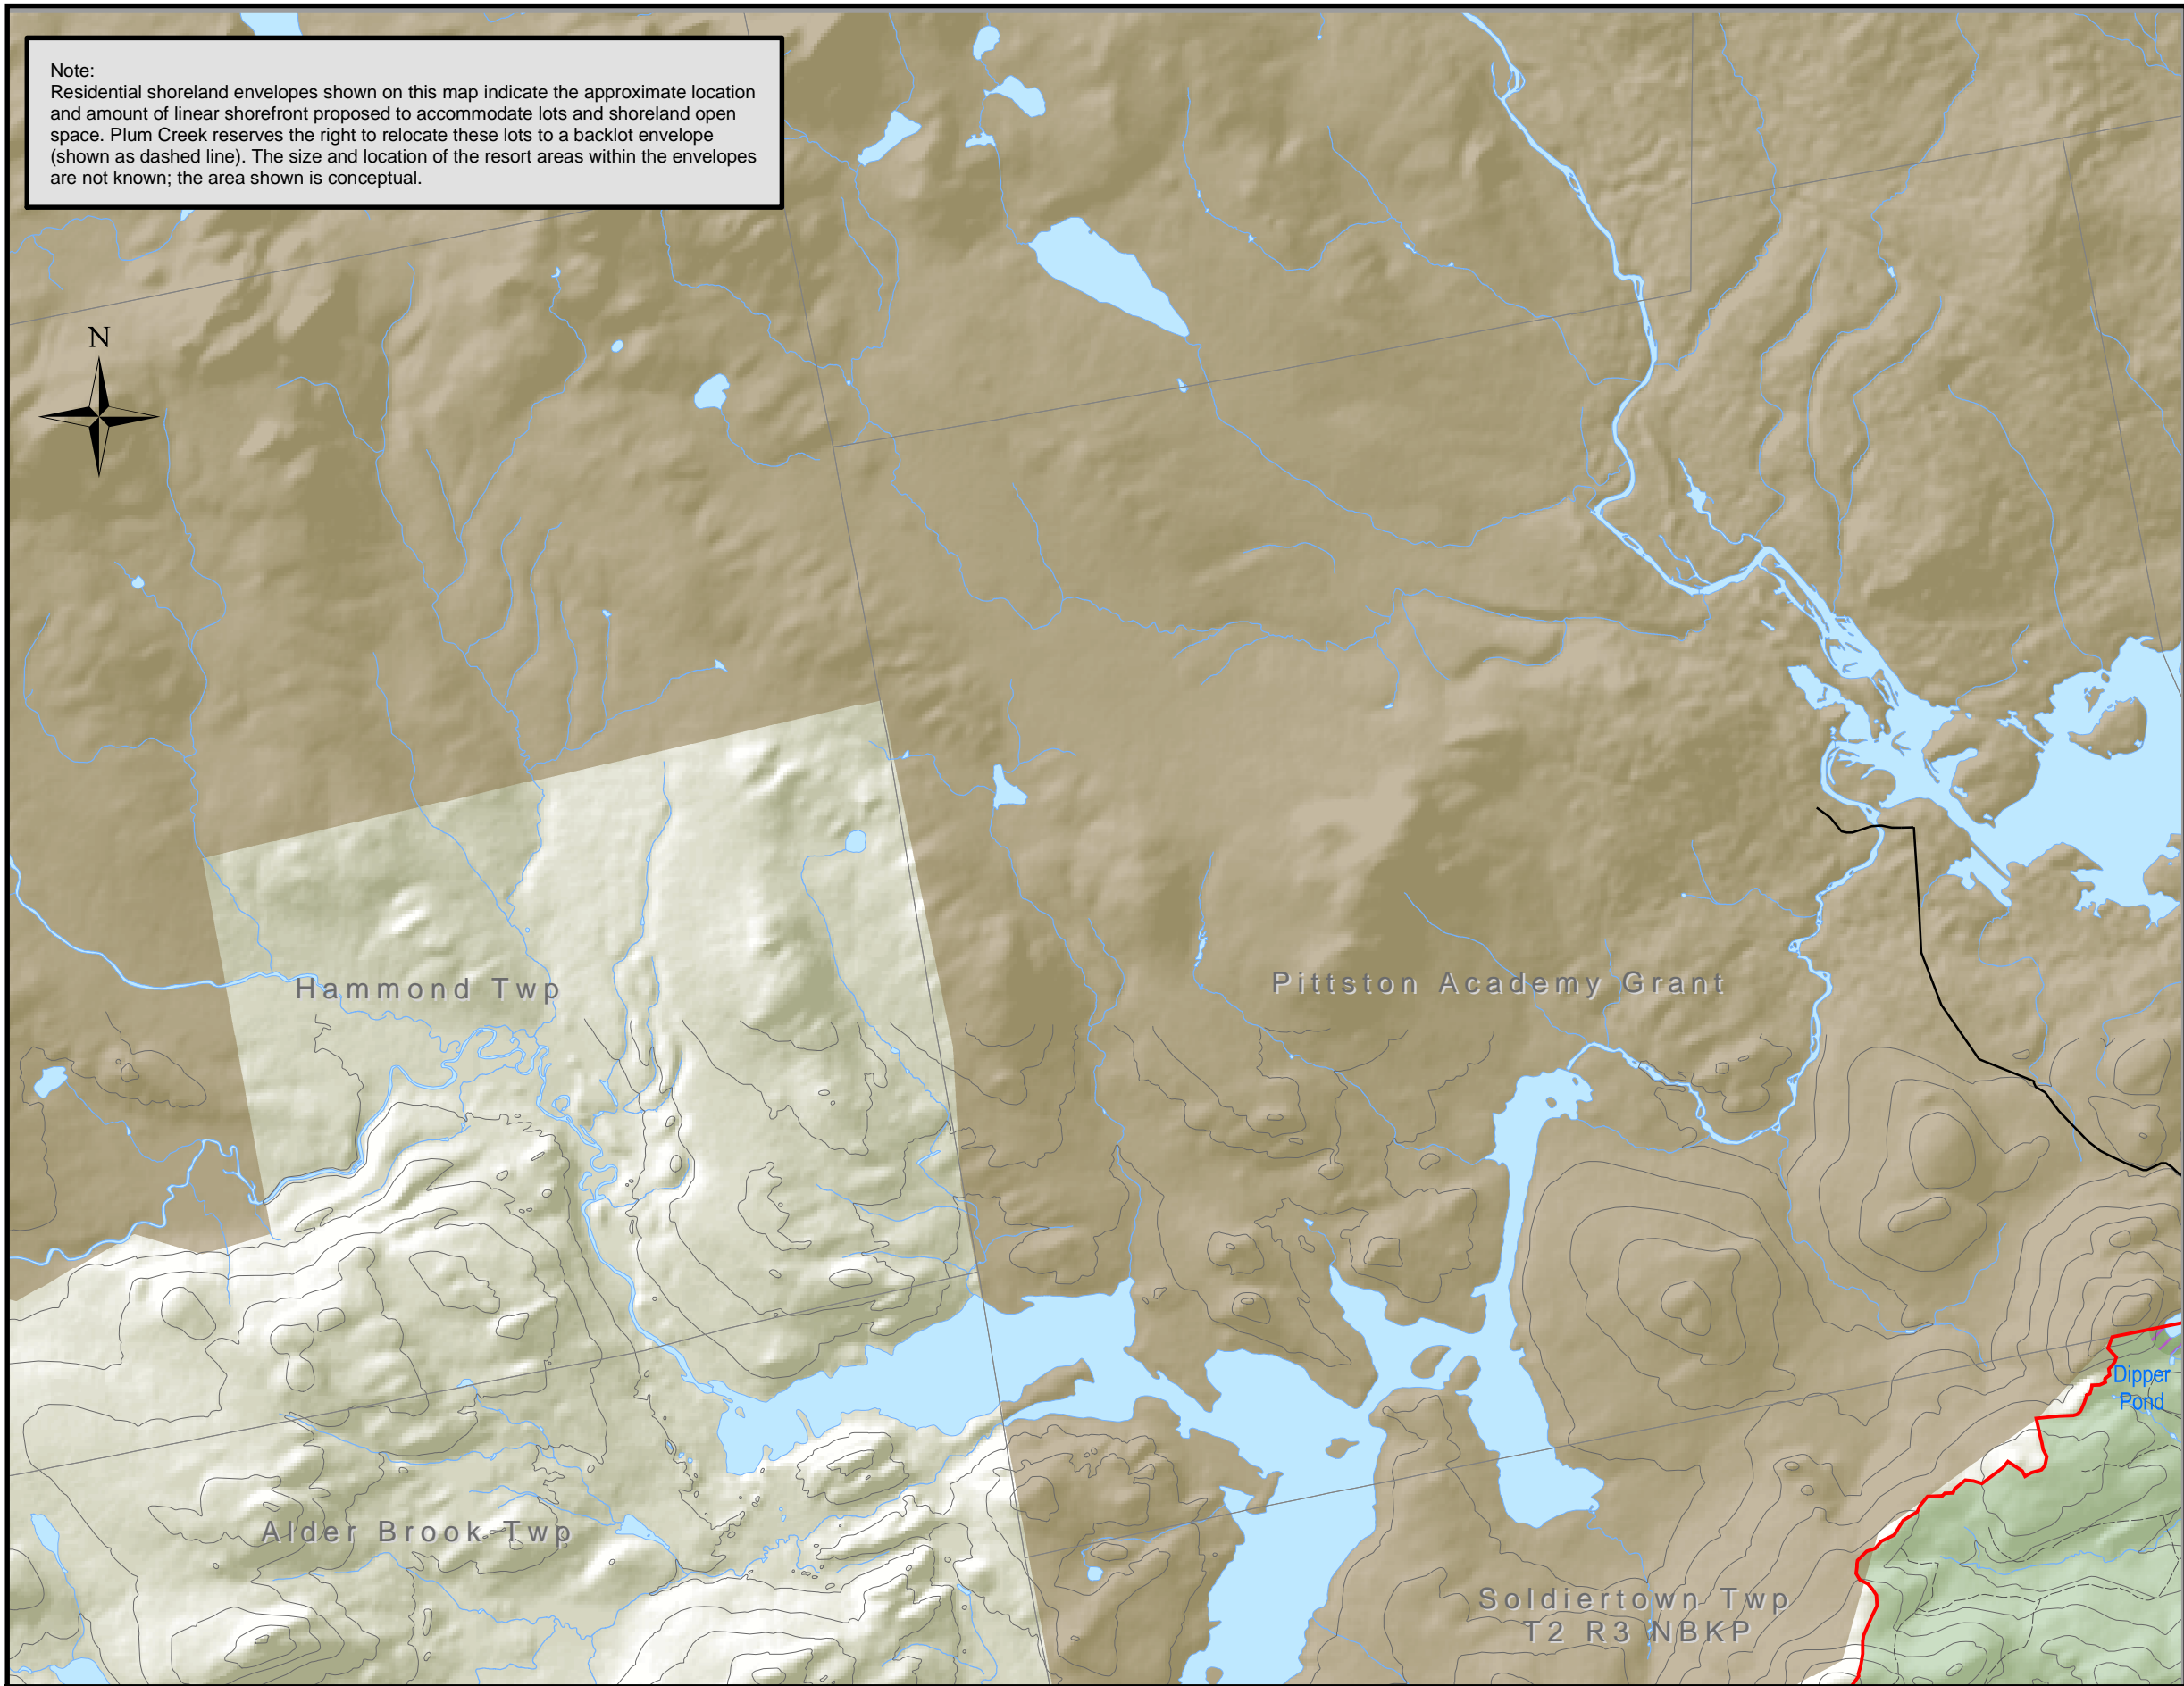 Note:
Residential shoreland envelopes shown on this map indicate the approximate location
and amount of linear shorefront proposed to accommodate lots and shoreland open
space. Plum Creek reserves the right to relocate these lots to a backlot envelope
(shown as dashed line). The size and location of the resort areas within the envelopes
are not known; the area shown is conceptual.
N
Hammond Twp
Pittston Academy Grant
Dipper
Pond
Alder Brook Twp
Soldiertown Twp
T2 R3 NBKP